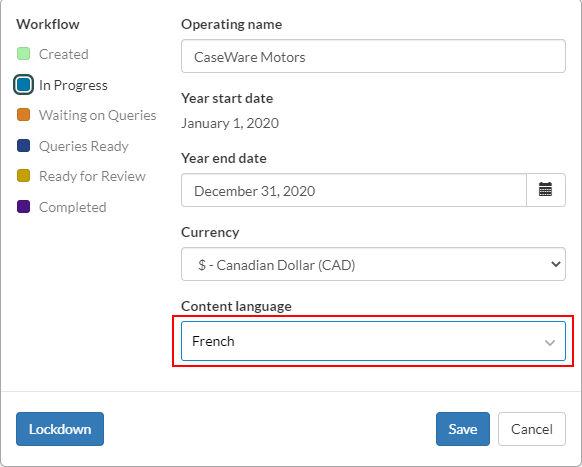 Workflow
Created
In Progress
Waiting on Queries
Queries Ready
Ready for Review
Completed
Operating name
CaseWare Motors
Year start date
January 1, 2020
Year end date
December 31, 2020
Currency
$ - Canadian Dollar (CAD)
Content language
French
Lockdown
Save
Cancel